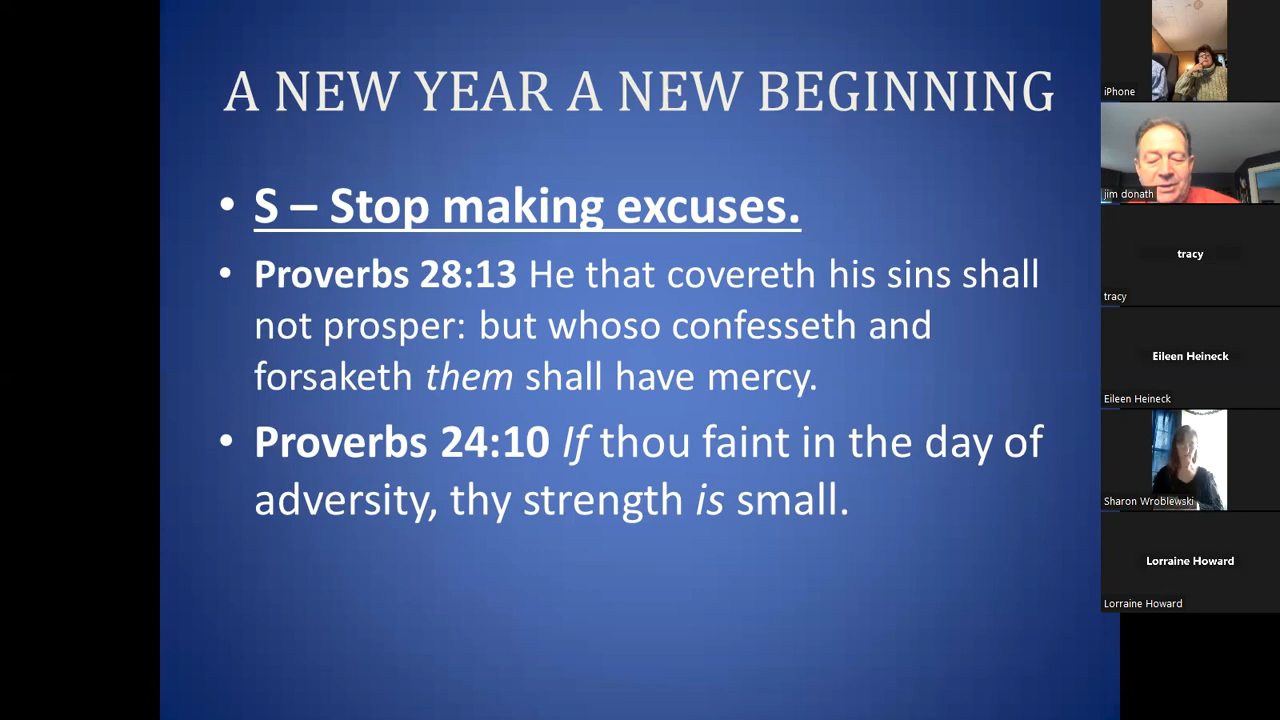 A NEW YEAR A NEW BEGINNING
• S – Stop making excuses.
• Proverbs 28:13 He that covereth his sins shall
not prosper: but whoso confesseth and
forsaketh them shall have mercy.
• Proverbs 24:10 If thou faint in the day of
adversity, thy strength is small.
iPhone
jim donath
tracy
tracy
Eileen Heineck
Eileen Heineck
Sharon Wroblewski
Lorraine Howard
Lorraine Howard